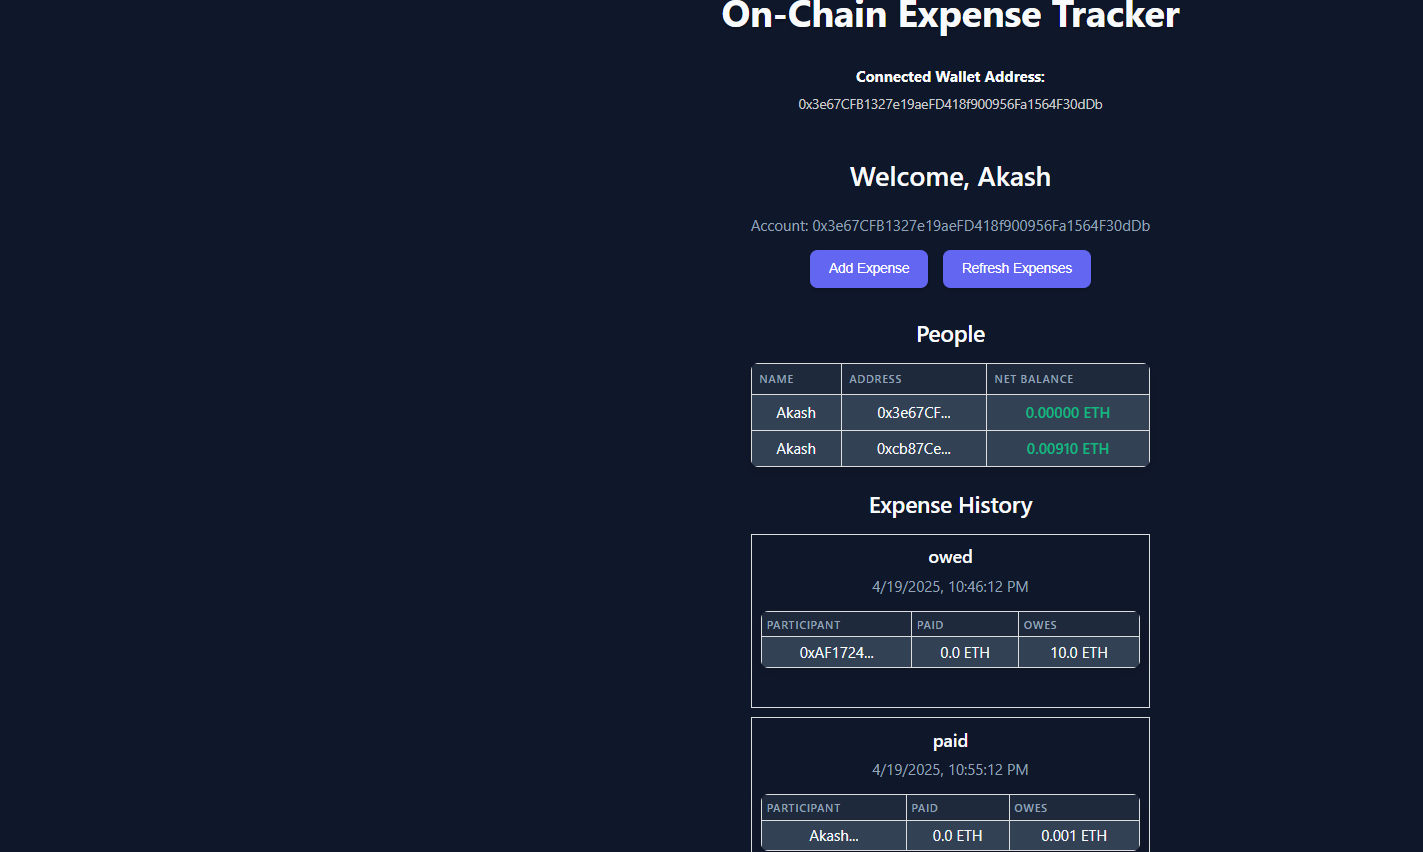 On-Chain Expense Tracker
Connected Wallet Address:
0x3e67CFB1327e19aeFD418f900956Fa1564F30dDb
Welcome, Akash
Account: 0x3e67CFB1327e19aeFD418f900956Fa1564F30dDb
Add Expense Refresh Expenses
People
NAME ADDRESS NET BALANCE
Akash 0x3e67CF... 0.00000 ETH
Akash 0xcb87Ce... 0.00910 ETH
Expense History
owed
4/19/2025, 10:46:12 PM
PARTICIPANT PAID OWES
0xAF1724... 0.0 ETH 10.0 ETH
paid
4/19/2025, 10:55:12 PM
PARTICIPANT PAID OWES
Akash... 0.0 ETH 0.001 ETH